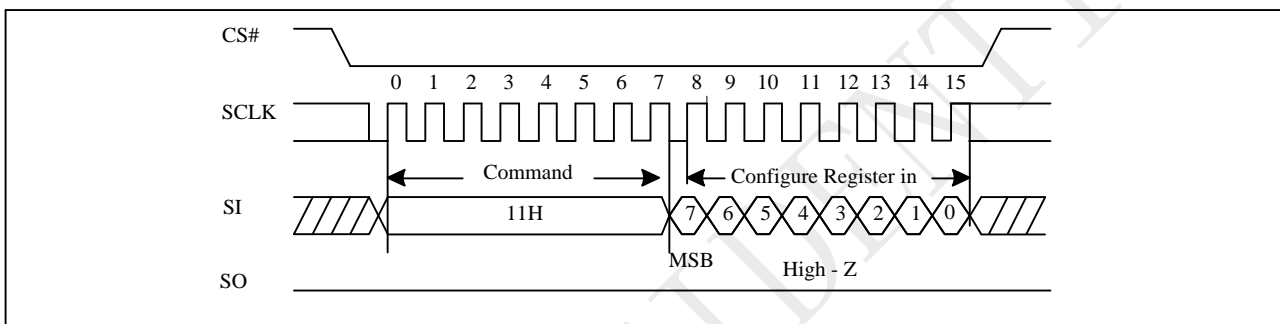 CS#
0 1 2 3 4 5 6 7 8 9 10 11 12 13 14 15
SCLK
Command
Configure Register in
SI
11H
7 6 5 4 3 2 1 0
MSB
High - Z
SO